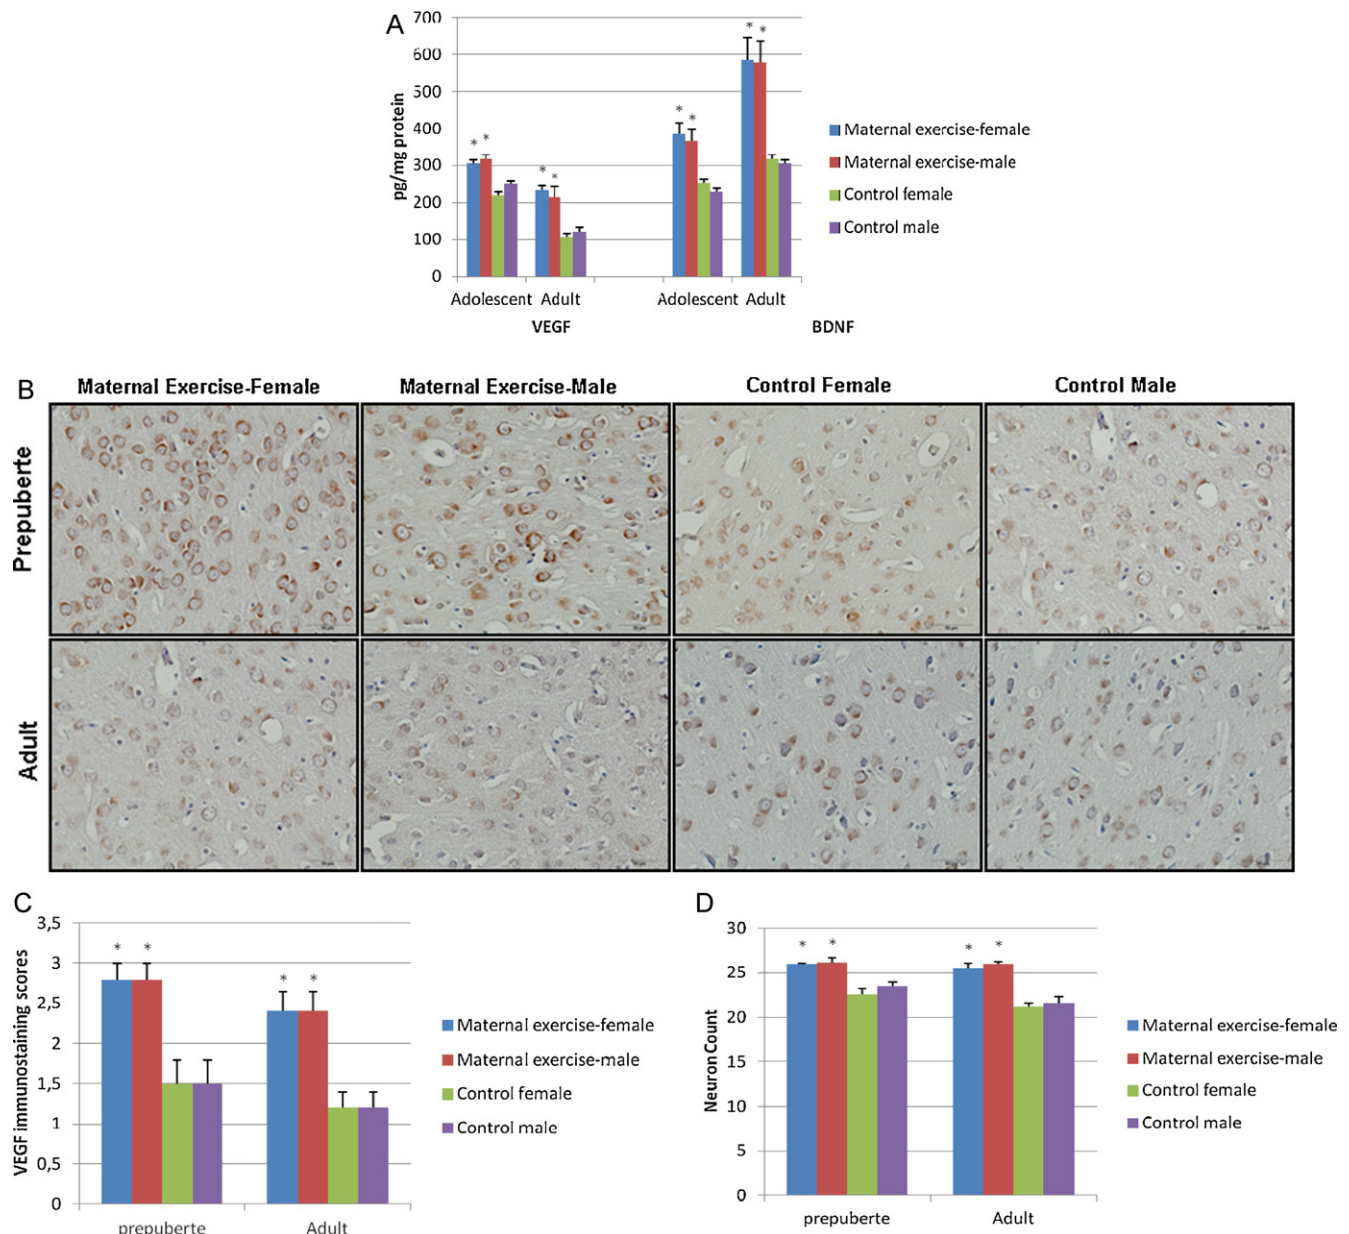 A
700
600
500
400
300
200
100
0
pg/mg protein
* * * * * * * *
Adolescent Adult Adolescent Adult
VEGF BDNF
Maternal exercise-female
Maternal exercise-male
Control female
Control male
B
Maternal Exercise-Female Maternal Exercise-Male Control Female Control Male
Prepuberte
Adult
C
3,5
3
2,5
2
1,5
1
0,5
0
VEGF immunostaining scores
* * * *
prepuberte Adult
Maternal exercise-female
Maternal exercise-male
Control female
Control male
D
30
25
20
15
10
5
0
Neuron Count
* * * *
prepuberte Adult
Maternal exercise-female
Maternal exercise-male
Control female
Control male